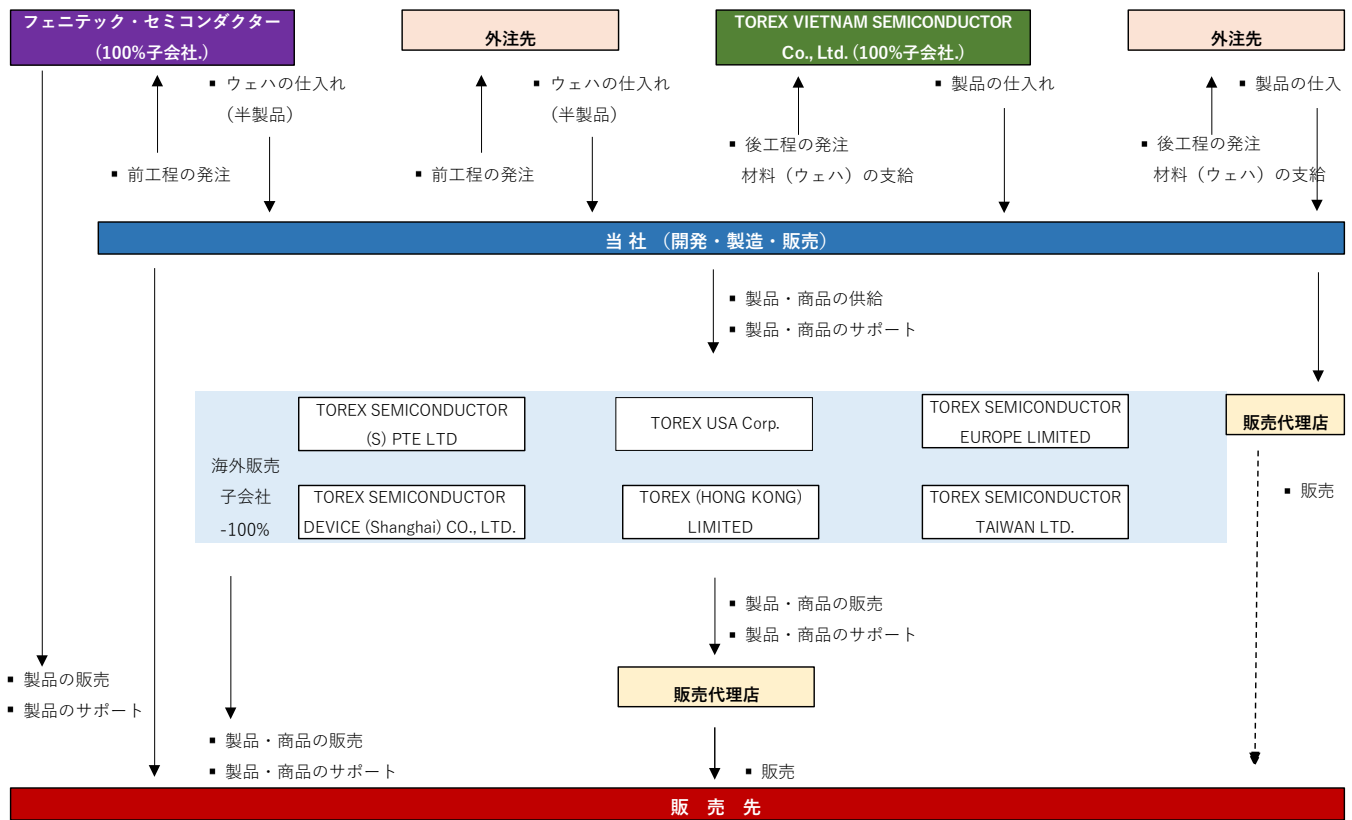 フェニテック・セミコンダクター
(100%子会社.)
外注先
TOREX VIETNAM SEMICONDUCTOR
Co., Ltd. (100%子会社.)
外注先
▪ ウェハの仕入れ
(半製品)
▪ 前工程の発注
▪ ウェハの仕入れ
(半製品)
▪ 前工程の発注
▪ 製品の仕入れ
▪ 後工程の発注
材料（ウェハ）の支給
▪ 製品の仕入
▪ 後工程の発注
材料（ウェハ）の支給
当 社 （開発・製造・販売）
▪ 製品・商品の供給
▪ 製品・商品のサポート
海外販売
子会社
-100%
TOREX SEMICONDUCTOR
(S) PTE LTD
TOREX USA Corp.
TOREX SEMICONDUCTOR
EUROPE LIMITED
TOREX SEMICONDUCTOR
DEVICE (Shanghai) CO., LTD.
TOREX (HONG KONG)
LIMITED
TOREX SEMICONDUCTOR
TAIWAN LTD.
販売代理店
▪ 販売
▪ 製品・商品の販売
▪ 製品・商品のサポート
販売代理店
▪ 製品の販売
▪ 製品のサポート
▪ 製品・商品の販売
▪ 製品・商品のサポート
▪ 販売
販 売 先